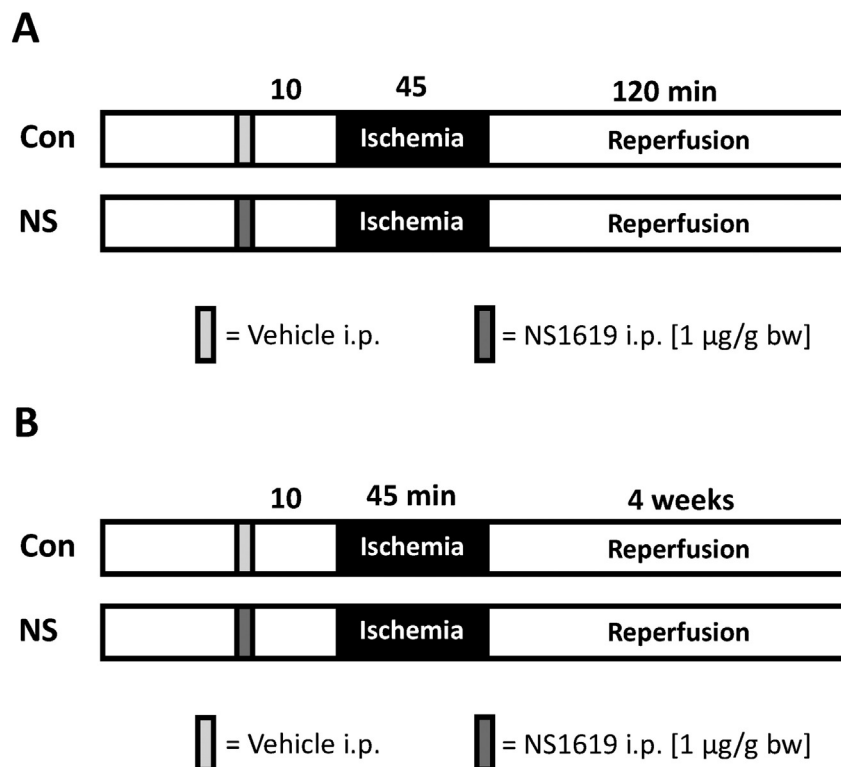 A
10 45 120 min
Con Ischemia Reperfusion
NS Ischemia Reperfusion
= Vehicle i.p. = NS1619 i.p. [1 µg/g bw]
B
10 45 min 4 weeks
Con Ischemia Reperfusion
NS Ischemia Reperfusion
= Vehicle i.p. = NS1619 i.p. [1 µg/g bw]